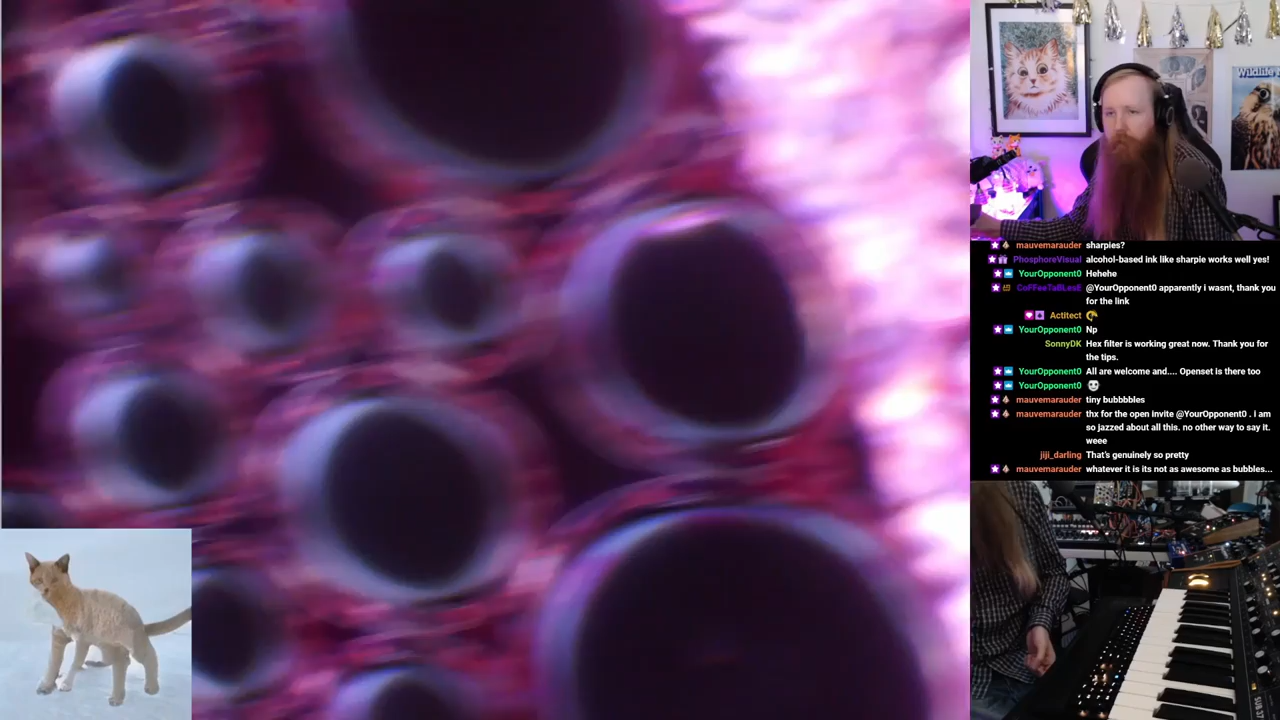 Wildlife
mauvemarauder sharpies?
PhosphoreVisual alcohol-based ink like sharpie works well yes!
YourOpponent0 Hehehe
CoFFeeTaBLesE @YourOpponent0 apparently i wasnt, thank you
for the link
Actitect
YourOpponent0 Np
SonnyDK Hex filter is working great now. Thank you for
the tips.
YourOpponent0 All are welcome and.... Openset is there too
YourOpponent0
mauvemarauder tiny bubbbbles
mauvemarauder thx for the open invite @YourOpponent0 . i am
so jazzed about all this. no other way to say it.
weee
jiji_darling That's genuinely so pretty
mauvemarauder whatever it is its not as awesome as bubbles...